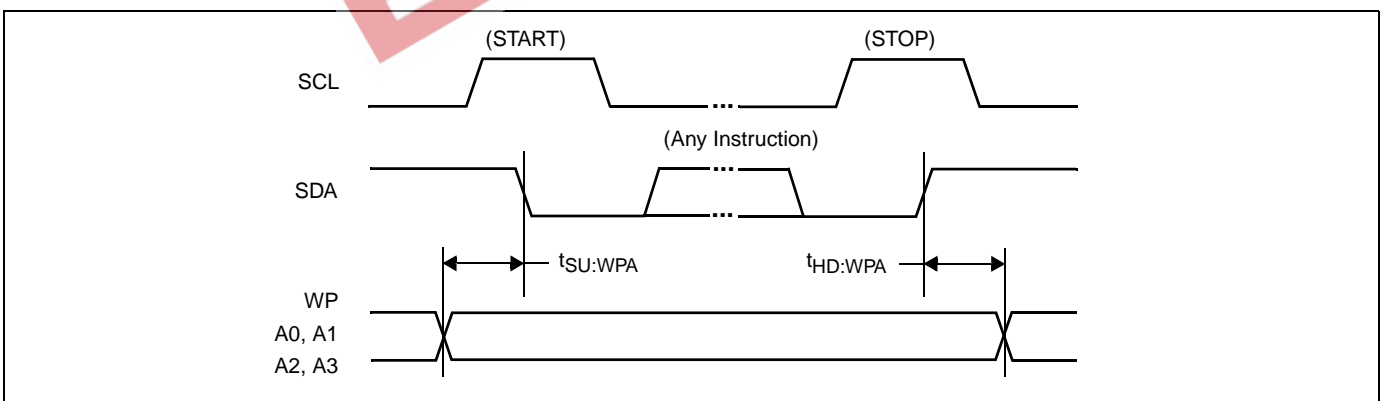 (START)
(STOP)
SCL
(Any Instruction)
SDA
tSU:WPA
tHD:WPA
WP
A0, A1
A2, A3